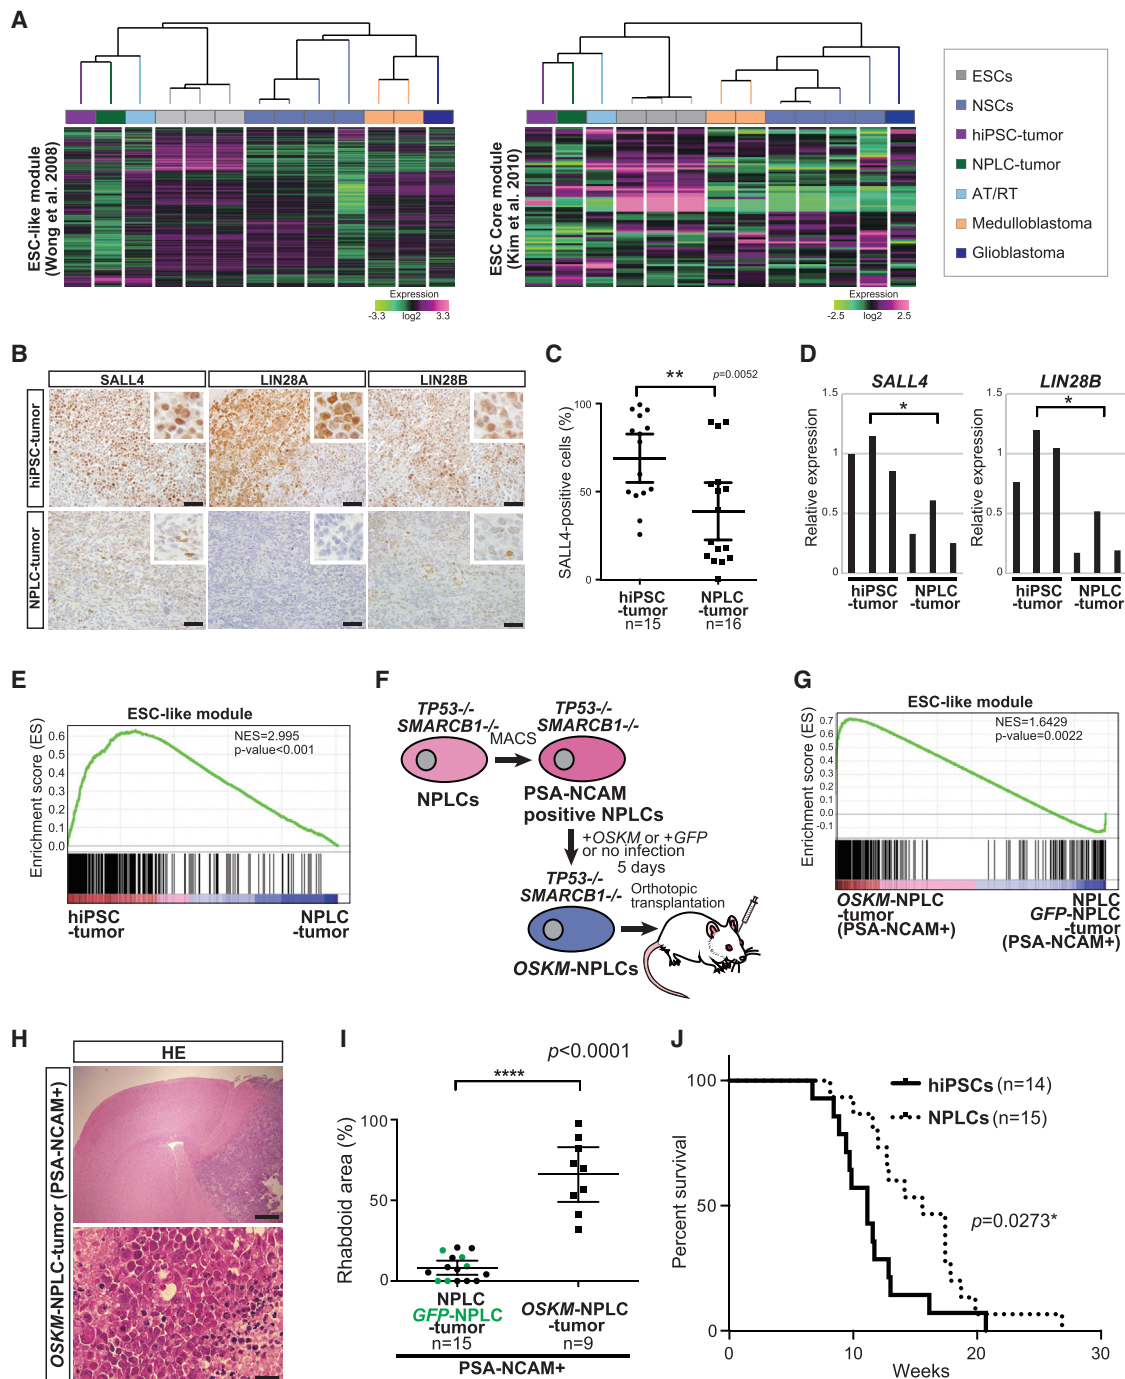 A
ESC-like module
(Wong et al. 2008)
Expression
-3.3 log2 3.3
ESC Core module
(Kim et al. 2010)
Expression
-2.5 log2 2.5
ESCs
NSCs
hiPSC-tumor
NPLC-tumor
AT/RT
Medulloblastoma
Glioblastoma
B
SALL4 LIN28A LIN28B
hiPSC-tumor
NPLC-tumor
C
** p=0.0052
SALL4-positive cells (%)
100
50
0
hiPSC NPLC
-tumor -tumor
n=15 n=16
D
SALL4
*
Relative expression
1.5
1
0.5
0
hiPSC NPLC
-tumor -tumor
LIN28B
*
Relative expression
1.5
1
0.5
0
hiPSC NPLC
-tumor -tumor
E
ESC-like module
NES=2.995
p-value<0.001
Enrichment score (ES)
0.6
0.5
0.4
0.3
0.2
0.1
0.0
hiPSC NPLC
-tumor -tumor
F
TP53-/- TP53-/-
SMARCB1-/- SMARCB1-/-
MACS
NPLCs PSA-NCAM
positive NPLCs
+OSKM or +GFP
or no infection
5 days
TP53-/-
SMARCB1-/-
Orthotopic
transplantation
OSKM-NPLCs
G
ESC-like module
NES=1.6429
p-value=0.0022
Enrichment score (ES)
0.7
0.6
0.5
0.4
0.3
0.2
0.1
0.0
-0.1
OSKM-NPLC NPLC
-tumor GFP-NPLC
(PSA-NCAM+) -tumor
(PSA-NCAM+)
H
HE
OSKM-NPLC-tumor (PSA-NCAM+)
I
p<0.0001
****
Rhabdoid area (%)
100
50
0
NPLC
GFP-NPLC OSKM-NPLC
-tumor -tumor
n=15 n=9
PSA-NCAM+
J
hiPSCs (n=14)
NPLCs (n=15)
p=0.0273*
Percent survival
100
50
0
0 10 20 30
Weeks